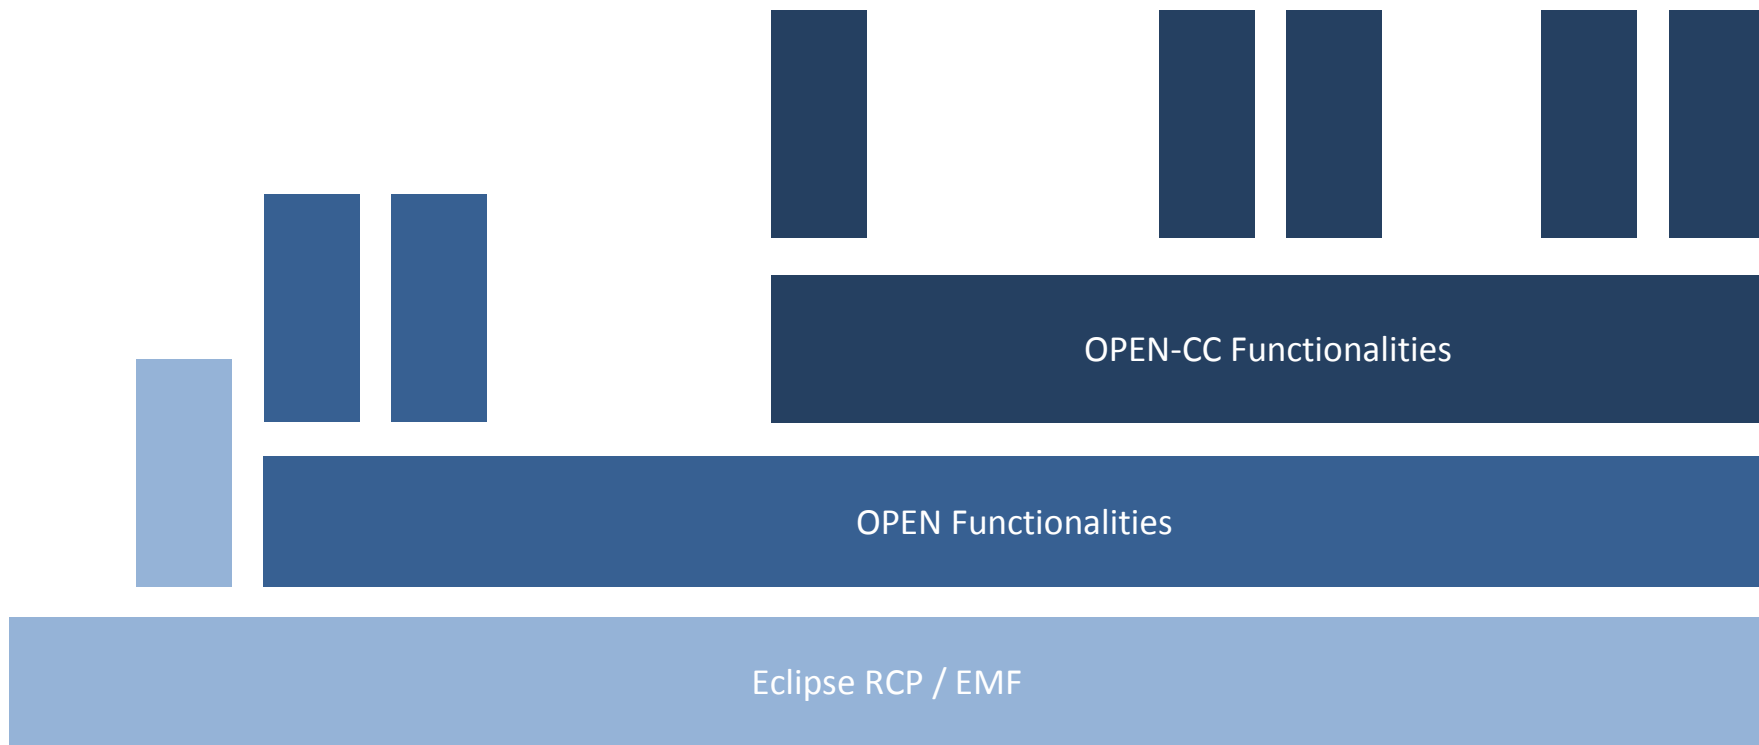 OPEN-CC Functionalities
OPEN Functionalities
Eclipse RCP / EMF